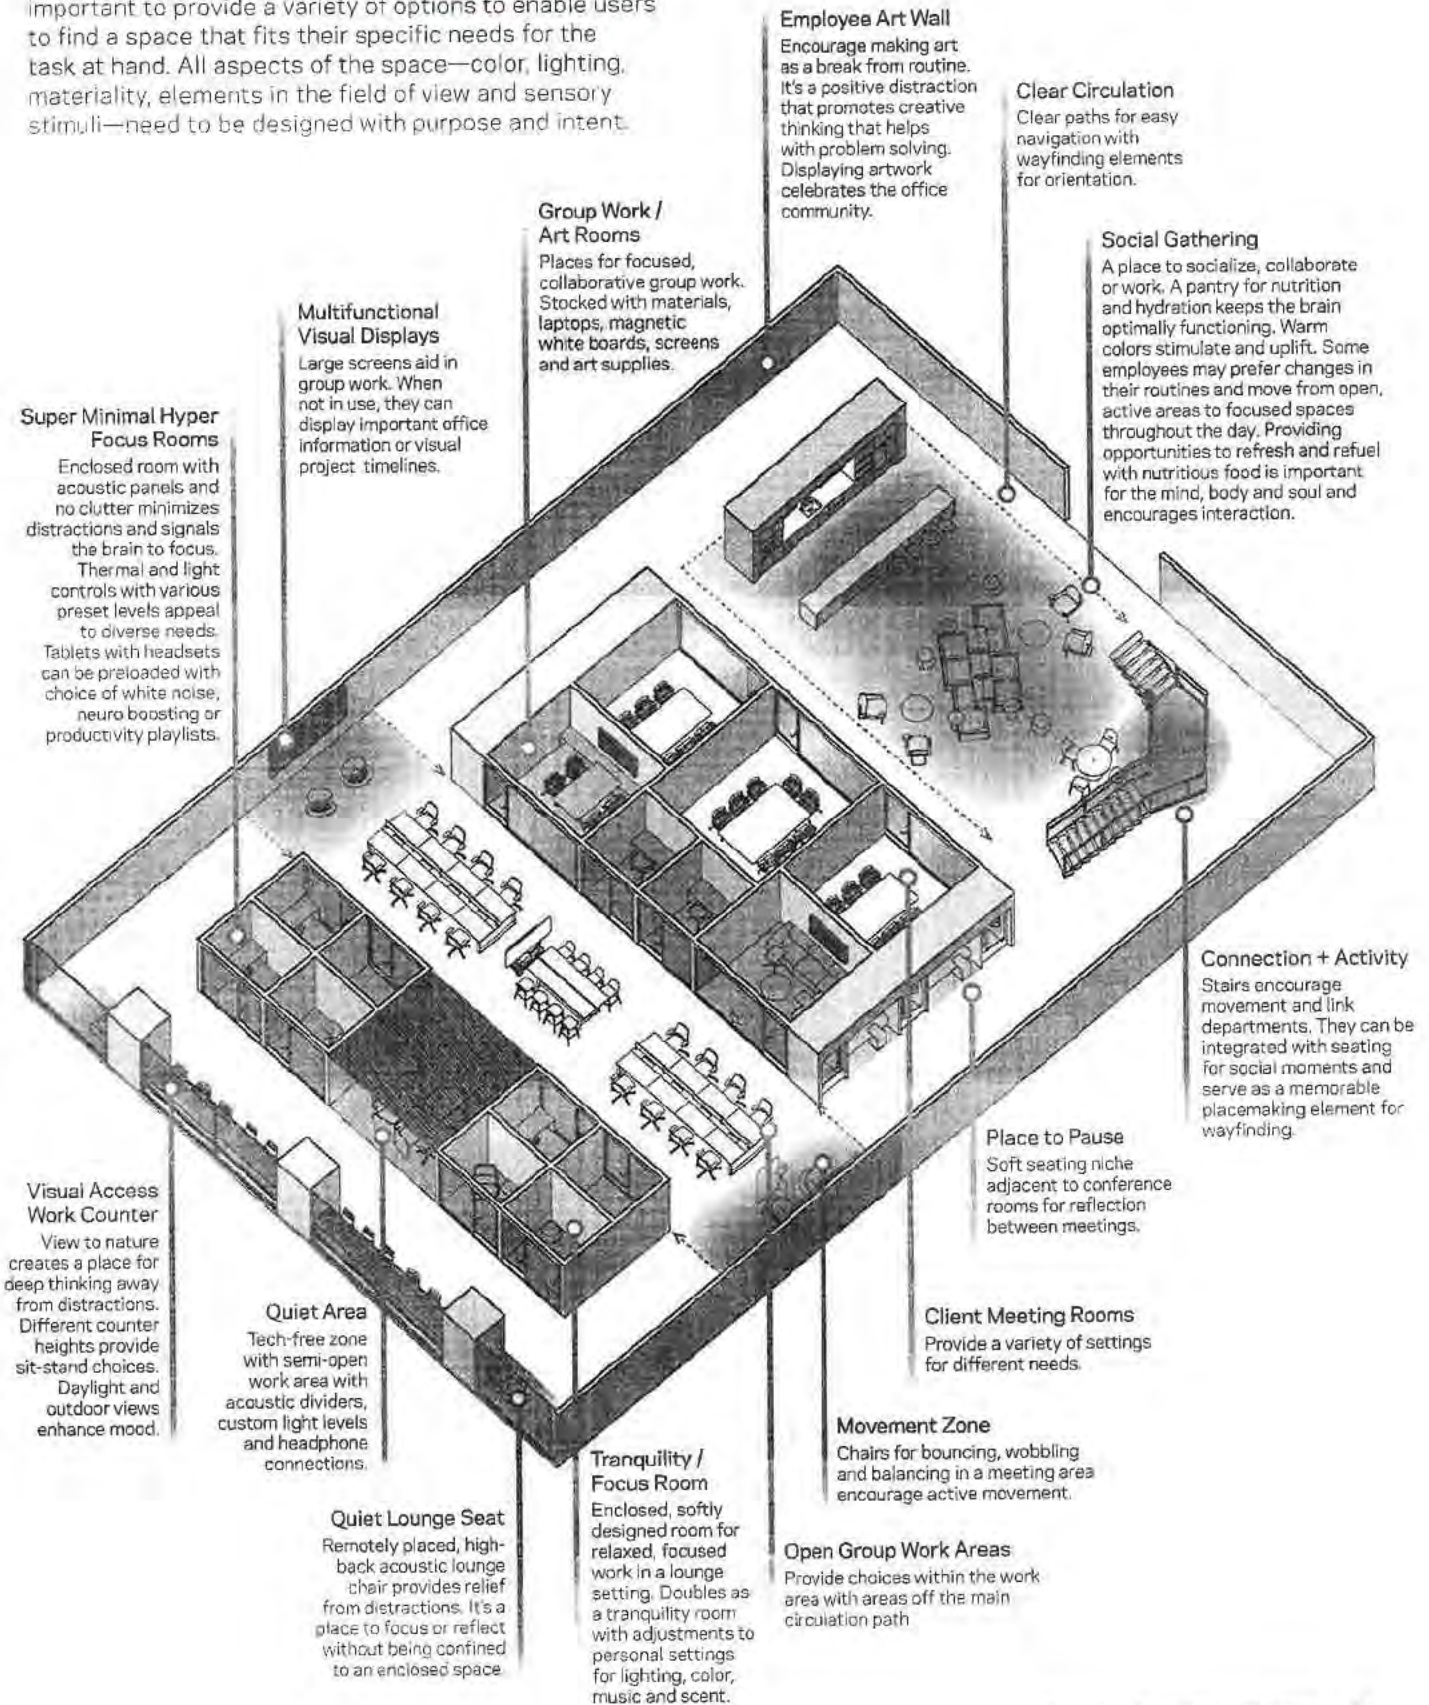 important to provide a variety of options to enable users
to find a space that fits their specific needs for the
task at hand. All aspects of the space—color, lighting,
materiality, elements in the field of view and sensory
stimuli—need to be designed with purpose and intent.
Employee Art Wall
Encourage making art
as a break from routine.
It's a positive distraction
that promotes creative
thinking that helps
with problem solving.
Displaying artwork
celebrates the office
community.
Clear Circulation
Clear paths for easy
navigation with
wayfinding elements
for orientation.
Group Work /
Art Rooms
Places for focused,
collaborative group work.
Stocked with materials,
laptops, magnetic
white boards, screens
and art supplies.
Social Gathering
A place to socialize, collaborate
or work. A pantry for nutrition
and hydration keeps the brain
optimally functioning. Warm
colors stimulate and uplift. Some
employees may prefer changes in
their routines and move from open,
active areas to focused spaces
throughout the day. Providing
opportunities to refresh and refuel
with nutritious food is important
for the mind, body and soul and
encourages interaction.
Multifunctional
Visual Displays
Large screens aid in
group work. When
not in use, they can
display important office
information or visual
project timelines.
Super Minimal Hyper
Focus Rooms
Enclosed room with
acoustic panels and
no clutter minimizes
distractions and signals
the brain to focus.
Thermal and light
controls with various
preset levels appeal
to diverse needs.
Tablets with headsets
can be preloaded with
choice of white noise,
neuro boosting or
productivity playlists.
Connection + Activity
Stairs encourage
movement and link
departments. They can be
integrated with seating
for social moments and
serve as a memorable
placemaking element for
wayfinding.
Place to Pause
Soft seating niche
adjacent to conference
rooms for reflection
between meetings.
Visual Access
Work Counter
View to nature
creates a place for
deep thinking away
from distractions.
Different counter
heights provide
sit-stand choices.
Daylight and
outdoor views
enhance mood.
Quiet Area
Tech-free zone
with semi-open
work area with
acoustic dividers,
custom light levels
and headphone
connections.
Client Meeting Rooms
Provide a variety of settings
for different needs.
Movement Zone
Chairs for bouncing, wobbling
and balancing in a meeting area
encourage active movement.
Tranquility /
Focus Room
Enclosed, softly
designed room for
relaxed, focused
work in a lounge
setting. Doubles as
a tranquility room
with adjustments to
personal settings
for lighting, color,
music and scent.
Quiet Lounge Seat
Remotely placed, high-
back acoustic lounge
chair provides relief
from distractions. It's a
place to focus or reflect
without being confined
to an enclosed space
Open Group Work Areas
Provide choices within the work
area with areas off the main
circulation path